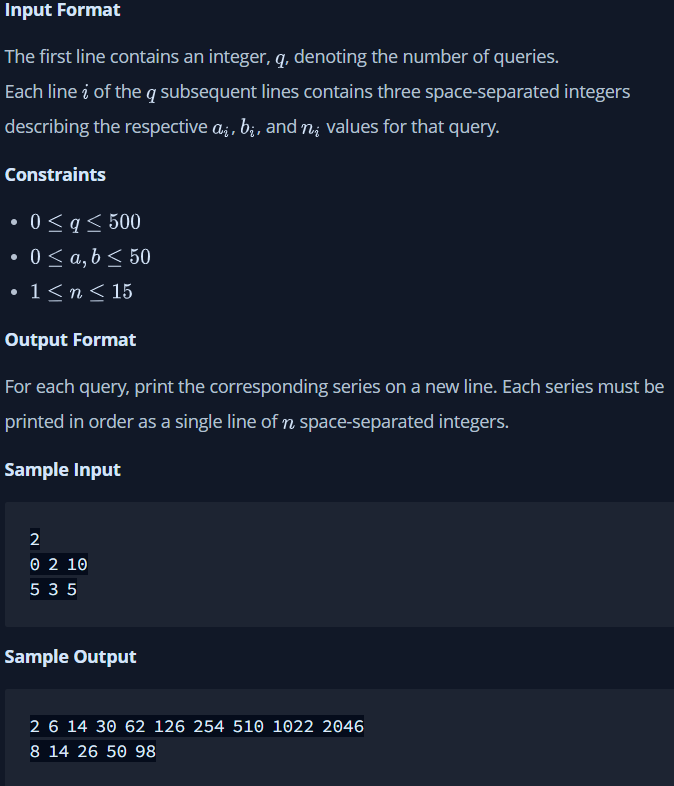 Input Format
The first line contains an integer, q, denoting the number of queries.
Each line i of the q subsequent lines contains three space-separated integers
describing the respective aᵢ, bᵢ, and nᵢ values for that query.
Constraints
• 0 ≤ q ≤ 500
• 0 ≤ a, b ≤ 50
• 1 ≤ n ≤ 15
Output Format
For each query, print the corresponding series on a new line. Each series must be
printed in order as a single line of n space-separated integers.
Sample Input
2
0 2 10
5 3 5
Sample Output
2 6 14 30 62 126 254 510 1022 2046
8 14 26 50 98